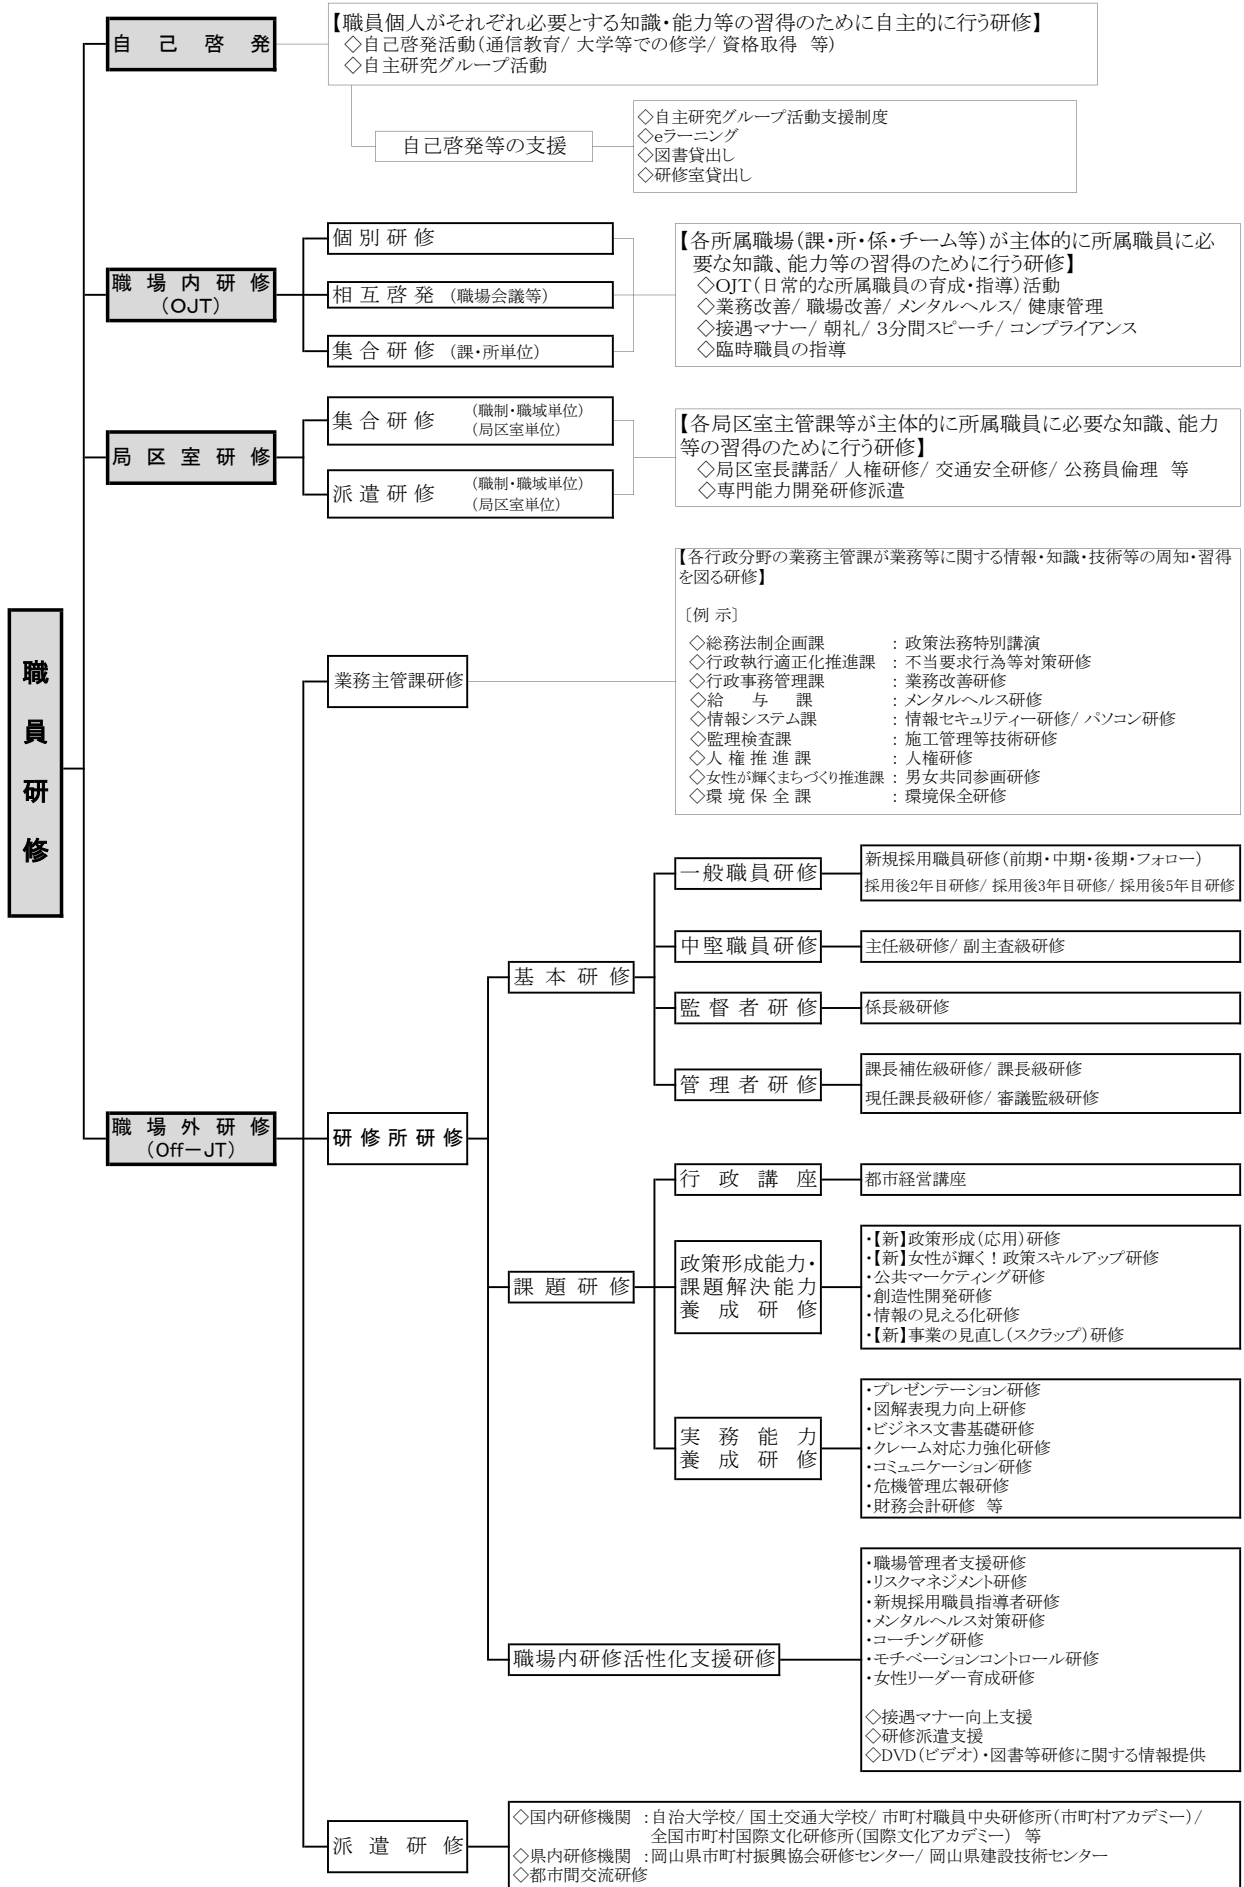 自己啓発
【職員個人がそれぞれ必要とする知識・能力等の習得のために自主的に行う研修】
◇自己啓発活動(通信教育/ 大学等での修学/ 資格取得 等)
◇自主研究グループ活動
自己啓発等の支援
◇自主研究グループ活動支援制度
◇eラーニング
◇図書貸出し
◇研修室貸出し
職場内研修
(OJT)
個別研修
相互啓発 (職場会議等)
集合研修 (課・所単位)
【各所属職場(課・所・係・チーム等)が主体的に所属職員に必
要な知識、能力等の習得のために行う研修】
◇OJT(日常的な所属職員の育成・指導)活動
◇業務改善/ 職場改善/ メンタルヘルス/ 健康管理
◇接遇マナー/ 朝礼/ 3分間スピーチ/ コンプライアンス
◇臨時職員の指導
局区室研修
集合研修 (職制・職域単位)
(局区室単位)
派遣研修 (職制・職域単位)
(局区室単位)
【各局区室主管課等が主体的に所属職員に必要な知識、能力
等の習得のために行う研修】
◇局区室長講話/ 人権研修/ 交通安全研修/ 公務員倫理 等
◇専門能力開発研修派遣
職員研修
業務主管課研修
【各行政分野の業務主管課が業務等に関する情報・知識・技術等の周知・習得
を図る研修】
〔例 示〕
◇総務法制企画課 : 政策法務特別講演
◇行政執行適正化推進課 : 不当要求行為等対策研修
◇行政事務管理課 : 業務改善研修
◇給 与 課 : メンタルヘルス研修
◇情報システム課 : 情報セキュリティー研修/ パソコン研修
◇監理検査課 : 施工管理等技術研修
◇人 権 推 進 課 : 人権研修
◇女性が輝くまちづくり推進課 : 男女共同参画研修
◇環 境 保 全 課 : 環境保全研修
職場外研修
(Off-JT)
研修所研修
基本研修
一般職員研修
新規採用職員研修(前期・中期・後期・フォロー)
採用後2年目研修/ 採用後3年目研修/ 採用後5年目研修
中堅職員研修
主任級研修/ 副主査級研修
監督者研修
係長級研修
管理者研修
課長補佐級研修/ 課長級研修
現任課長級研修/ 審議監級研修
課題研修
行政講座
都市経営講座
政策形成能力・
課題解決能力
養成研修
・【新】政策形成(応用)研修
・【新】女性が輝く!政策スキルアップ研修
・公共マーケティング研修
・創造性開発研修
・情報の見える化研修
・【新】事業の見直し(スクラップ)研修
実務能力
養成研修
・プレゼンテーション研修
・図解表現力向上研修
・ビジネス文書基礎研修
・クレーム対応力強化研修
・コミュニケーション研修
・危機管理広報研修
・財務会計研修 等
職場内研修活性化支援研修
・職場管理者支援研修
・リスクマネジメント研修
・新規採用職員指導者研修
・メンタルヘルス対策研修
・コーチング研修
・モチベーションコントロール研修
・女性リーダー育成研修
◇接遇マナー向上支援
◇研修派遣支援
◇DVD(ビデオ)・図書等研修に関する情報提供
派遣研修
◇国内研修機関 :自治大学校/ 国土交通大学校/ 市町村職員中央研修所(市町村アカデミー)/
全国市町村国際文化研修所(国際文化アカデミー) 等
◇県内研修機関 :岡山県市町村振興協会研修センター/ 岡山県建設技術センター
◇都市間交流研修